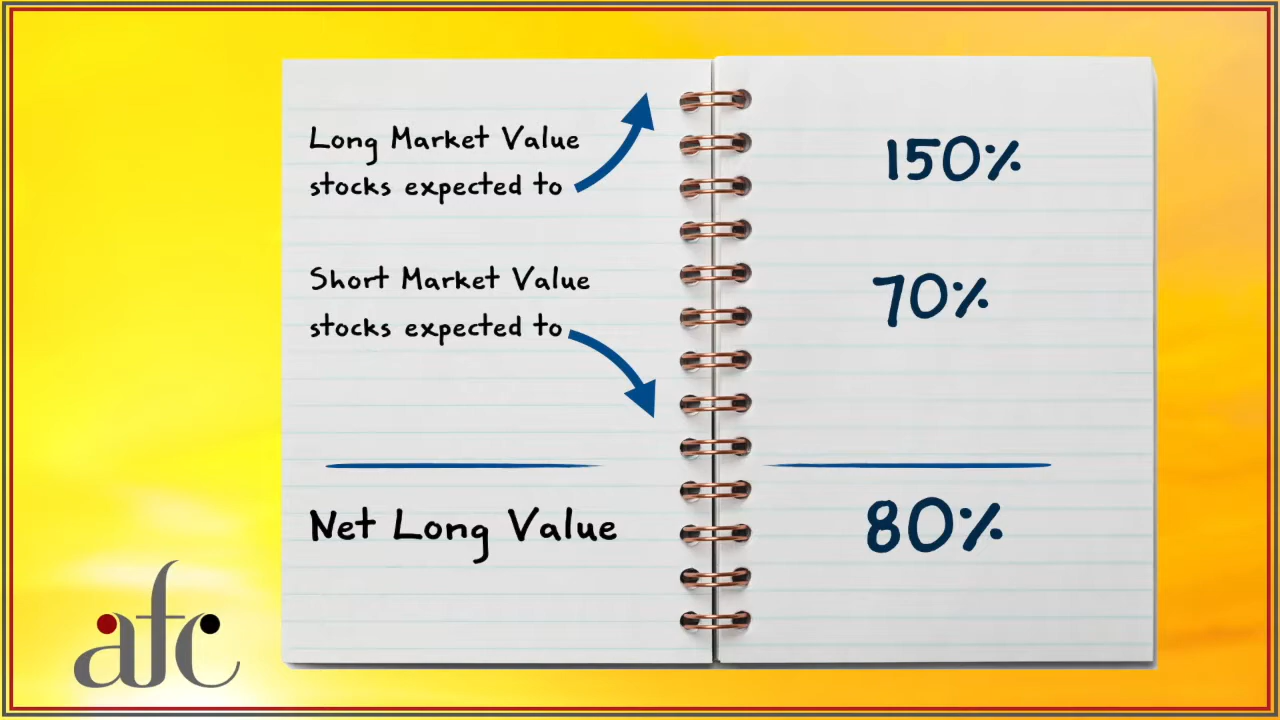 Long Market Value
stocks expected to
150%
Short Market Value
stocks expected to
70%
Net Long Value
80%
afc